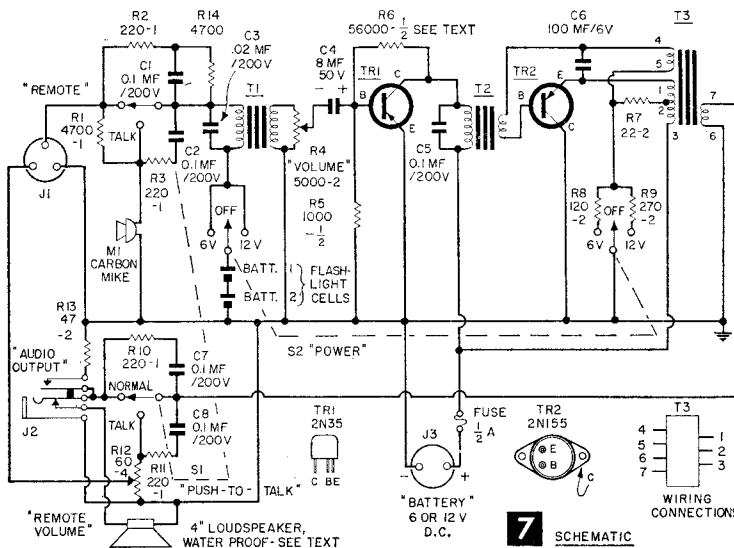 R2
220-1
R14
4700
C3
.02 MF
/200V
C1
0.1 MF
/200V
"REMOTE"
R1
4700
-1
TALK
J1
R3
220
-1
C2
0.1MF
/200V
M1
CARBON
MIKE
T1
C4
8 MF
50 V
- +
R4
"VOLUME"
5000-2
R5
1000
-1/2
R6
56000-1/2 SEE TEXT
TR1
C
B
E
C5
0.1 MF
/200V
T2
TR2
B
E
C
C6
100 MF/6V
T3
4
5
1
2
3
7
6
R7
22-2
R8
120
-2
R9
270
-2
OFF
6V
12V
OFF
6V 12V
BATT. 1
BATT. 2
FLASH-
LIGHT
CELLS
S2 "POWER"
R13
47
-2
"AUDIO
OUTPUT"
J2
R10
220-1
NORMAL
TALK
C7
0.1 MF
/200V
C8
0.1 MF
/200V
R12
60
-4
R11
220
-1
S1
"PUSH-TO-TALK"
"REMOTE
VOLUME"
4" LOUDSPEAKER,
WATER PROOF-SEE TEXT
TR1
2N35
C BE
J3
- +
"BATTERY"
6 OR 12 V
D.C.
FUSE
1/2 A
TR2
2N155
E
B
C
T3
4
5
6
7
1
2
3
WIRING
CONNECTIONS
7 SCHEMATIC